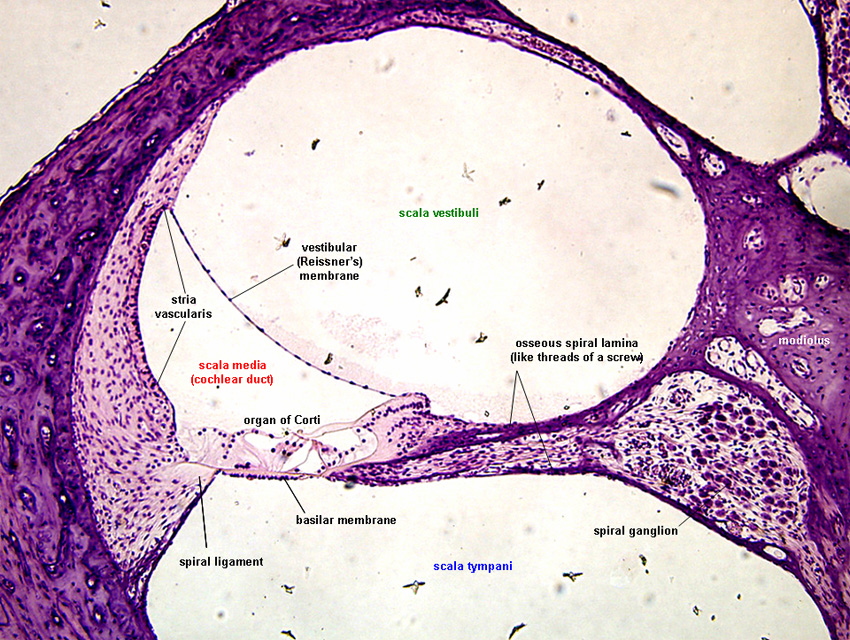 scala vestibuli
vestibular
(Reissner's)
membrane
stria
vascularis
osseous spiral lamina
(like threads of a screw)
modiolus
scala media
(cochlear duct)
organ of Corti
basilar membrane
spiral ganglion
spiral ligament
scala tympani